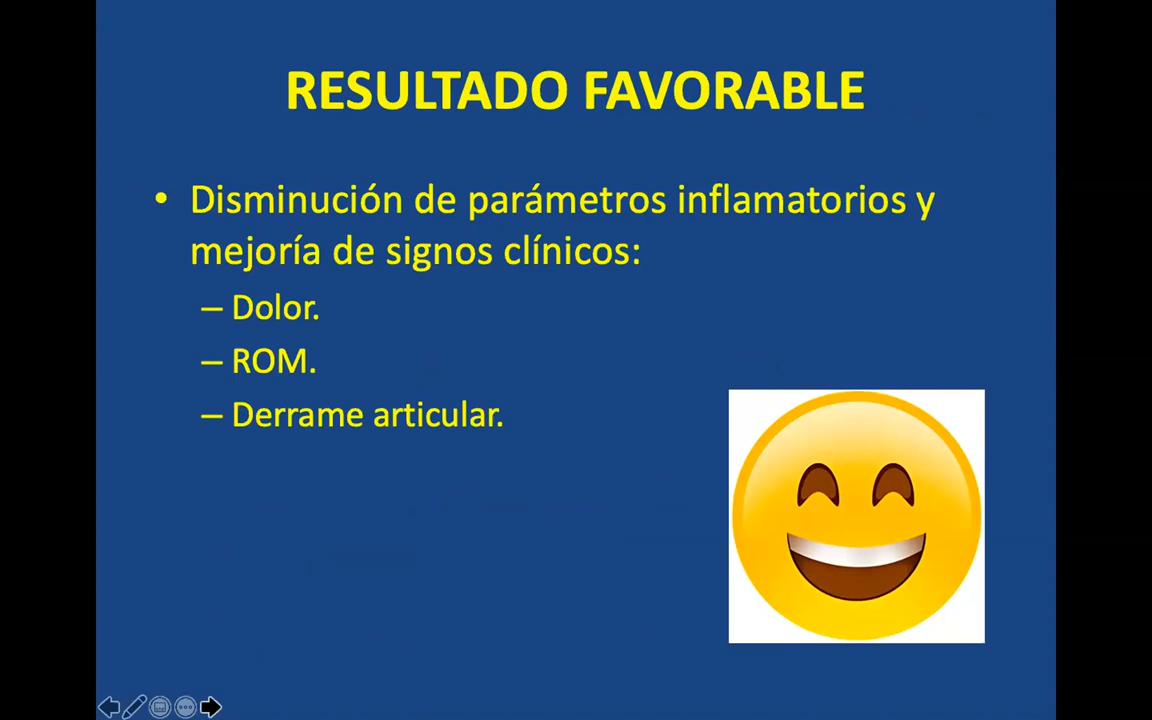 RESULTADO FAVORABLE
• Disminución de parámetros inflamatorios y
mejoría de signos clínicos:
– Dolor.
– ROM.
– Derrame articular.